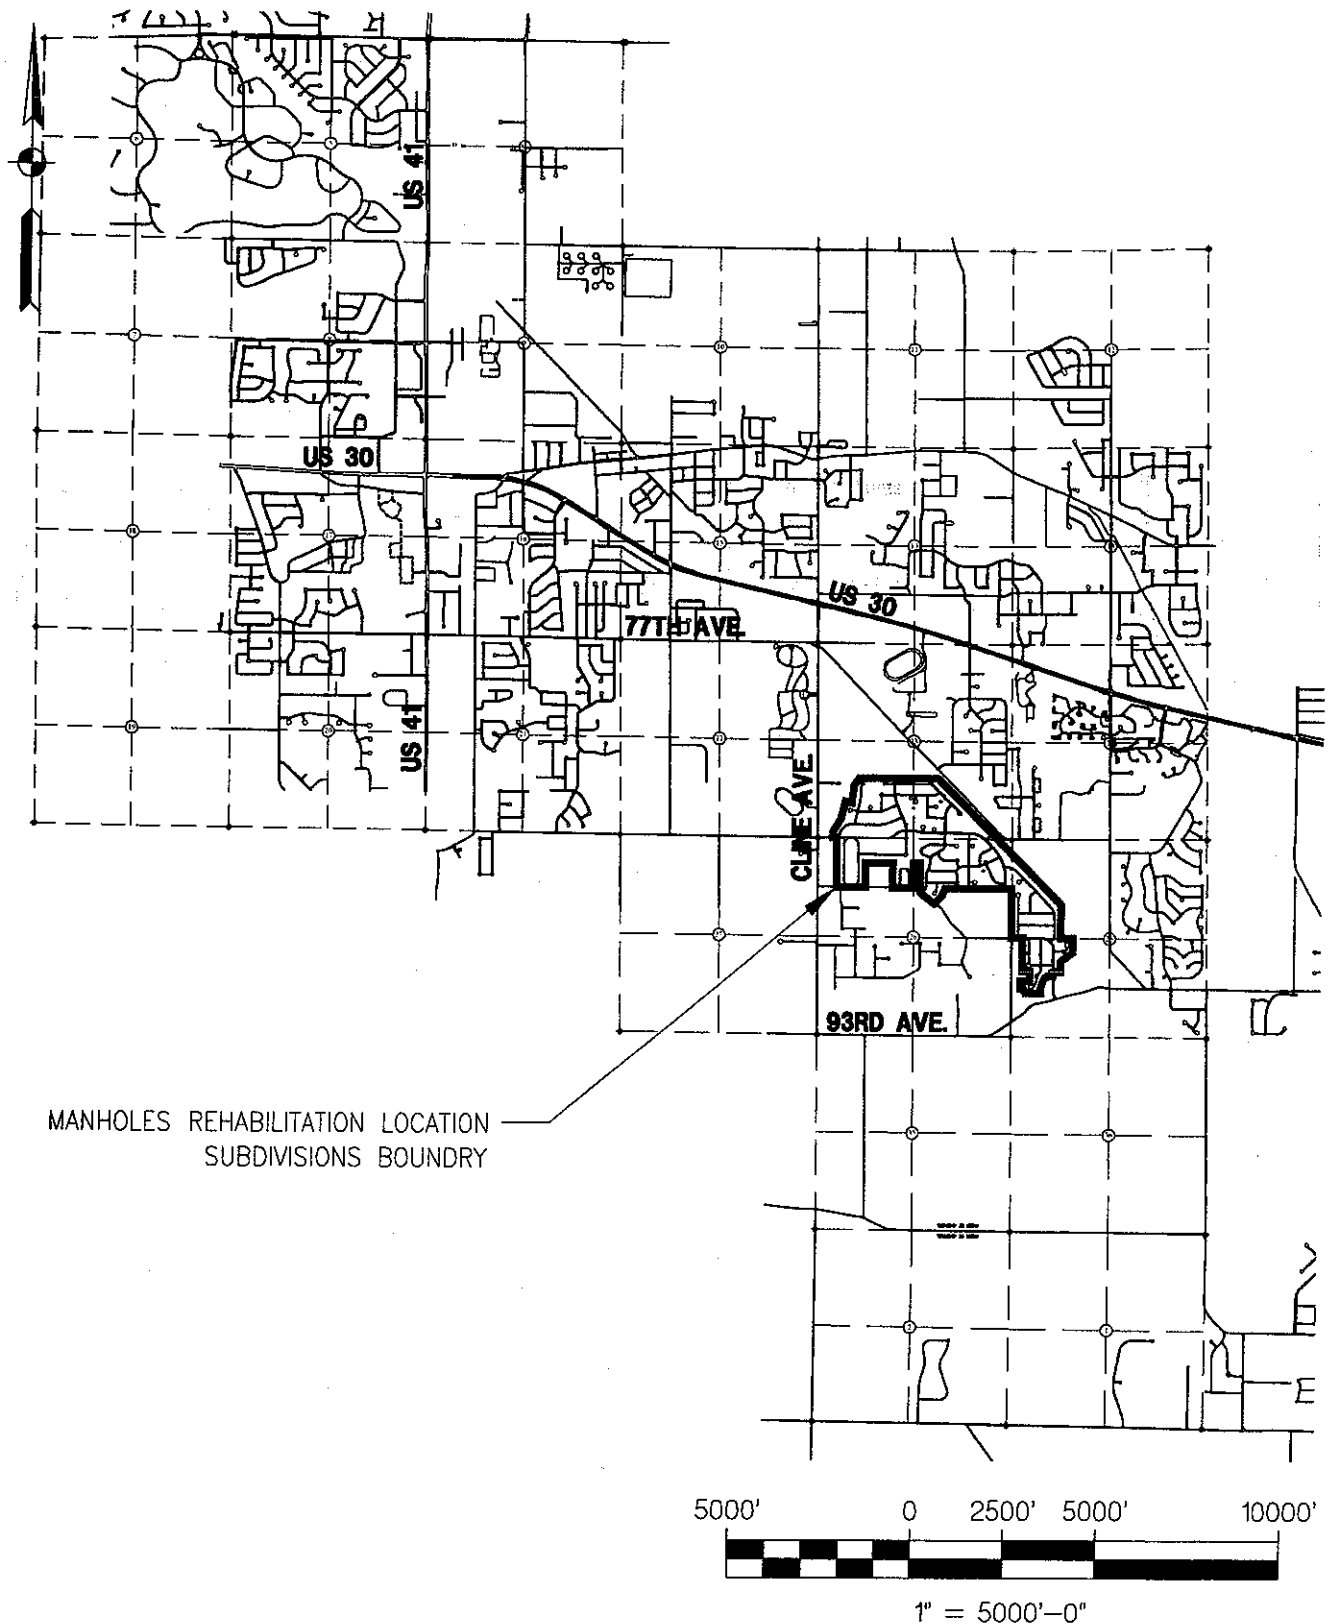 US 41
US 30
US 30
77TH AVE.
US 41
CLINE AVE.
93RD AVE.
MANHOLES REHABILITATION LOCATION
SUBDIVISIONS BOUNDRY
5000' 0 2500' 5000' 10000'
1" = 5000'-0"